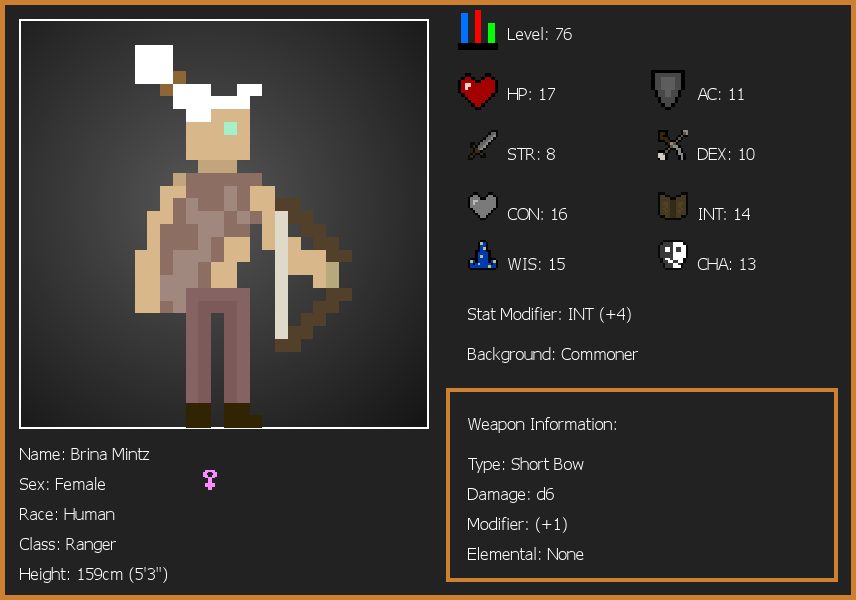 Level: 76
HP: 17
AC: 11
STR: 8
DEX: 10
CON: 16
INT: 14
WIS: 15
CHA: 13
Stat Modifier: INT (+4)
Background: Commoner
Weapon Information:
Type: Short Bow
Damage: d6
Modifier: (+1)
Elemental: None
Name: Brina Mintz
Sex: Female
Race: Human
Class: Ranger
Height: 159cm (5'3")